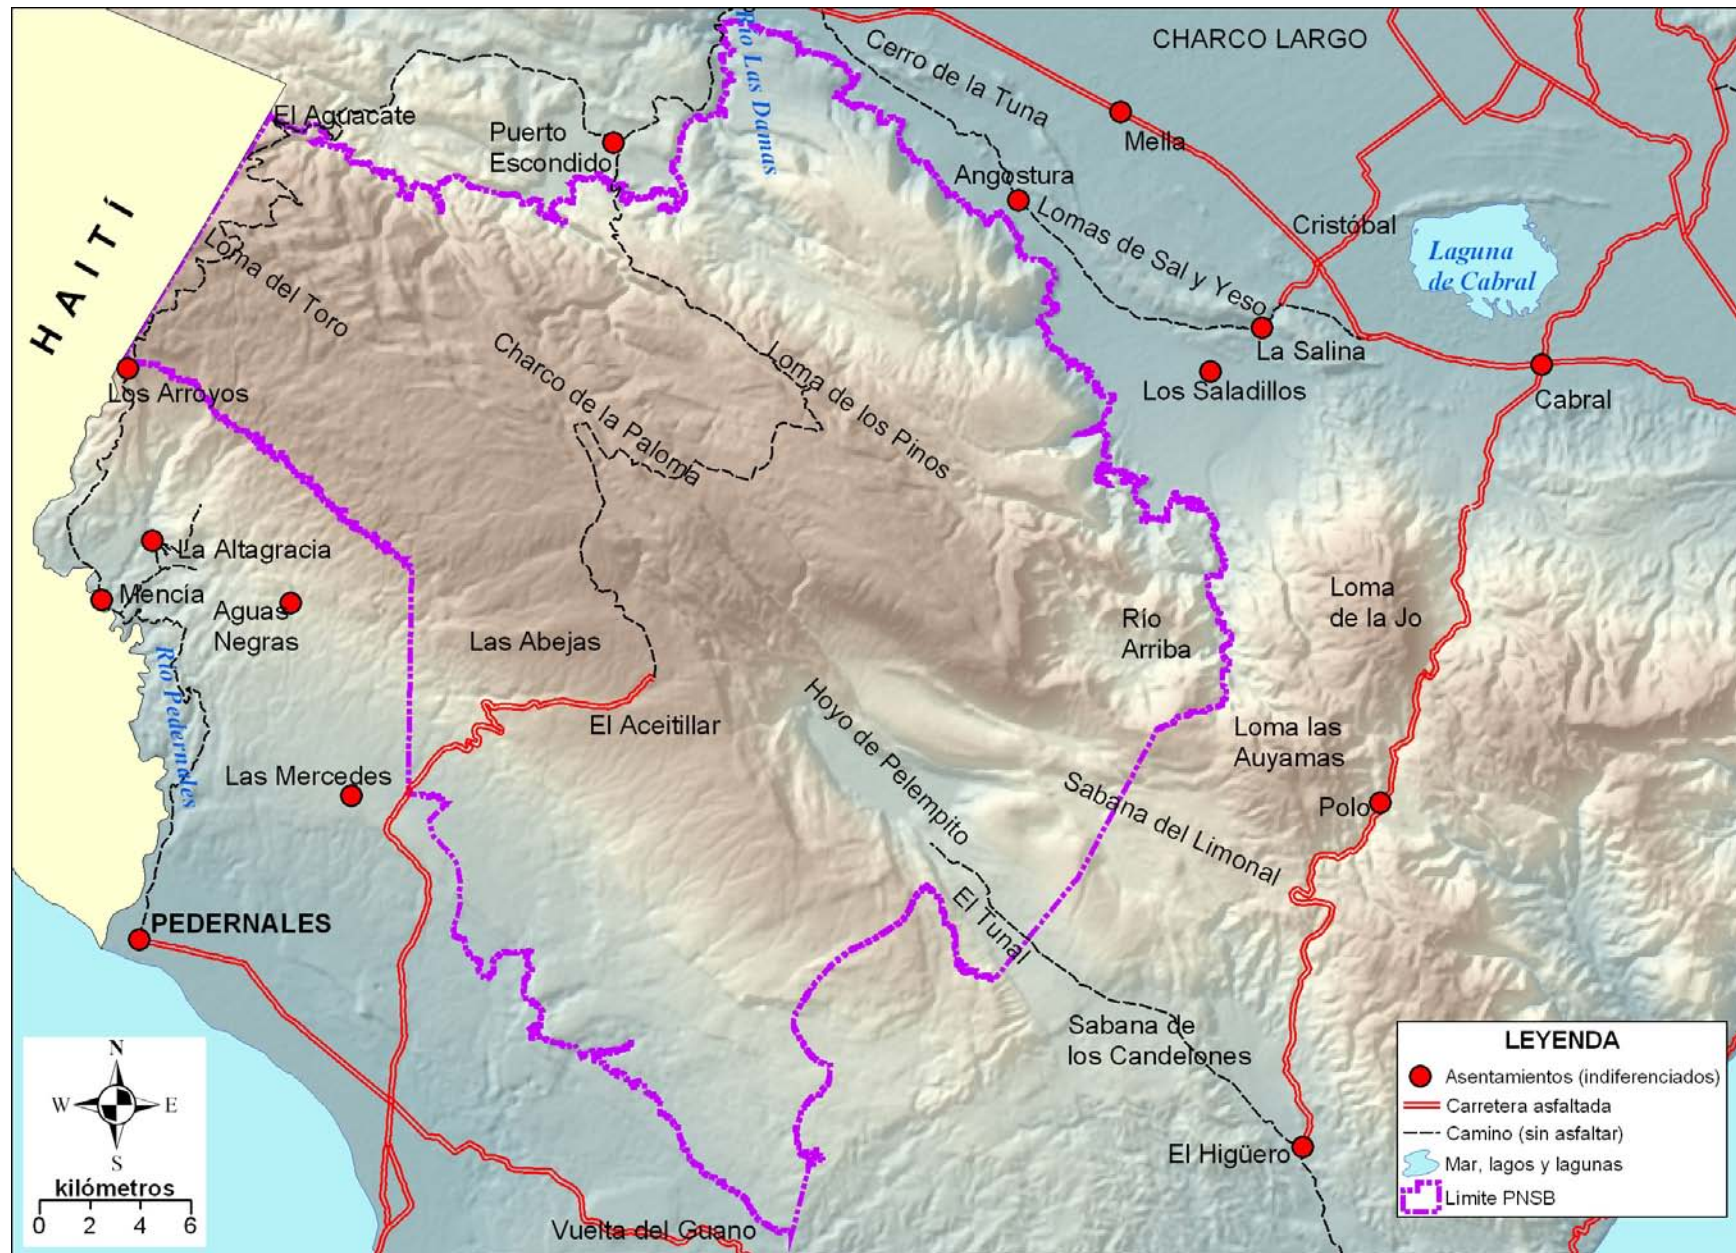 CHARCO LARGO
Río Las Damas
Cerro de la Tuna
El Aguacate
Puerto
Escondido
Mella
Angostura
HAITÍ
Loma del Toro
Lomas de Sal y Yeso
Cristóbal
Laguna
de Cabral
La Salina
Los Arroyos
Charco de la Paloma
Loma de los Pinos
Los Saladillos
Cabral
La Altagracia
Mencía
Aguas
Negras
Las Abejas
Río
Arriba
Loma
de la Jo
Río Pedernales
El Aceitillar
Hoyo de Pelempito
Loma las
Auyamas
Las Mercedes
Sabana del Limonal
Polo
PEDERNALES
El Tunal
Sabana de
los Candelones
El Higüero
Vuelta del Guano
N
W
E
S
kilómetros
0 2 4 6
LEYENDA
Asentamientos (indiferenciados)
Carretera asfaltada
Camino (sin asfaltar)
Mar, lagos y lagunas
Límite PNSB